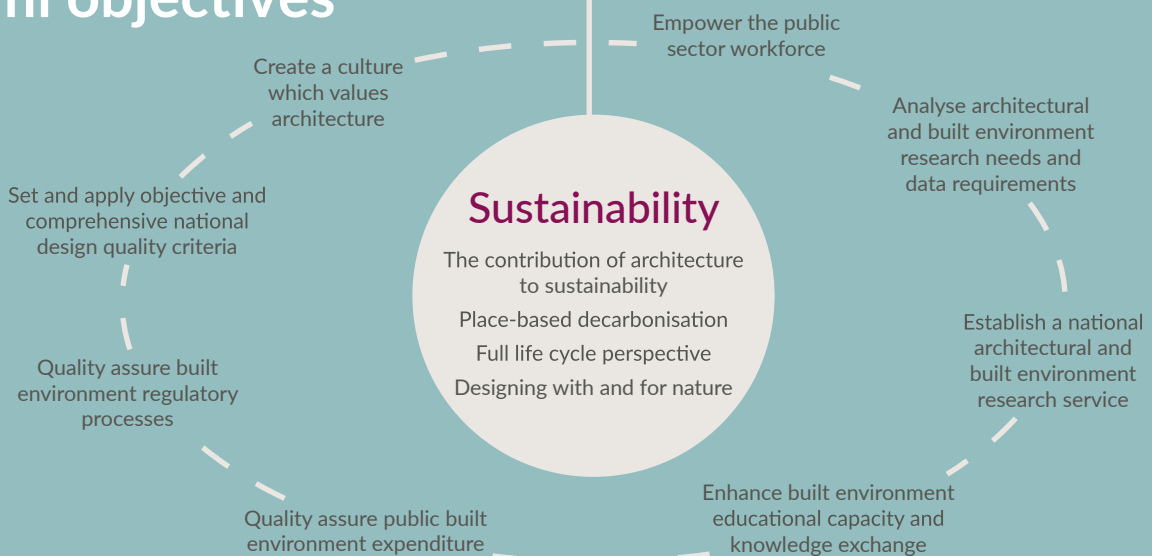 objectives
Empower the public
sector workforce
Create a culture
which values
architecture
Analyse architectural
and built environment
research needs and
data requirements
Set and apply objective and
comprehensive national
design quality criteria
Sustainability
The contribution of architecture
to sustainability
Place-based decarbonisation
Full life cycle perspective
Designing with and for nature
Establish a national
architectural and
built environment
research service
Quality assure built
environment regulatory
processes
Enhance built environment
educational capacity and
knowledge exchange
Quality assure public built
environment expenditure